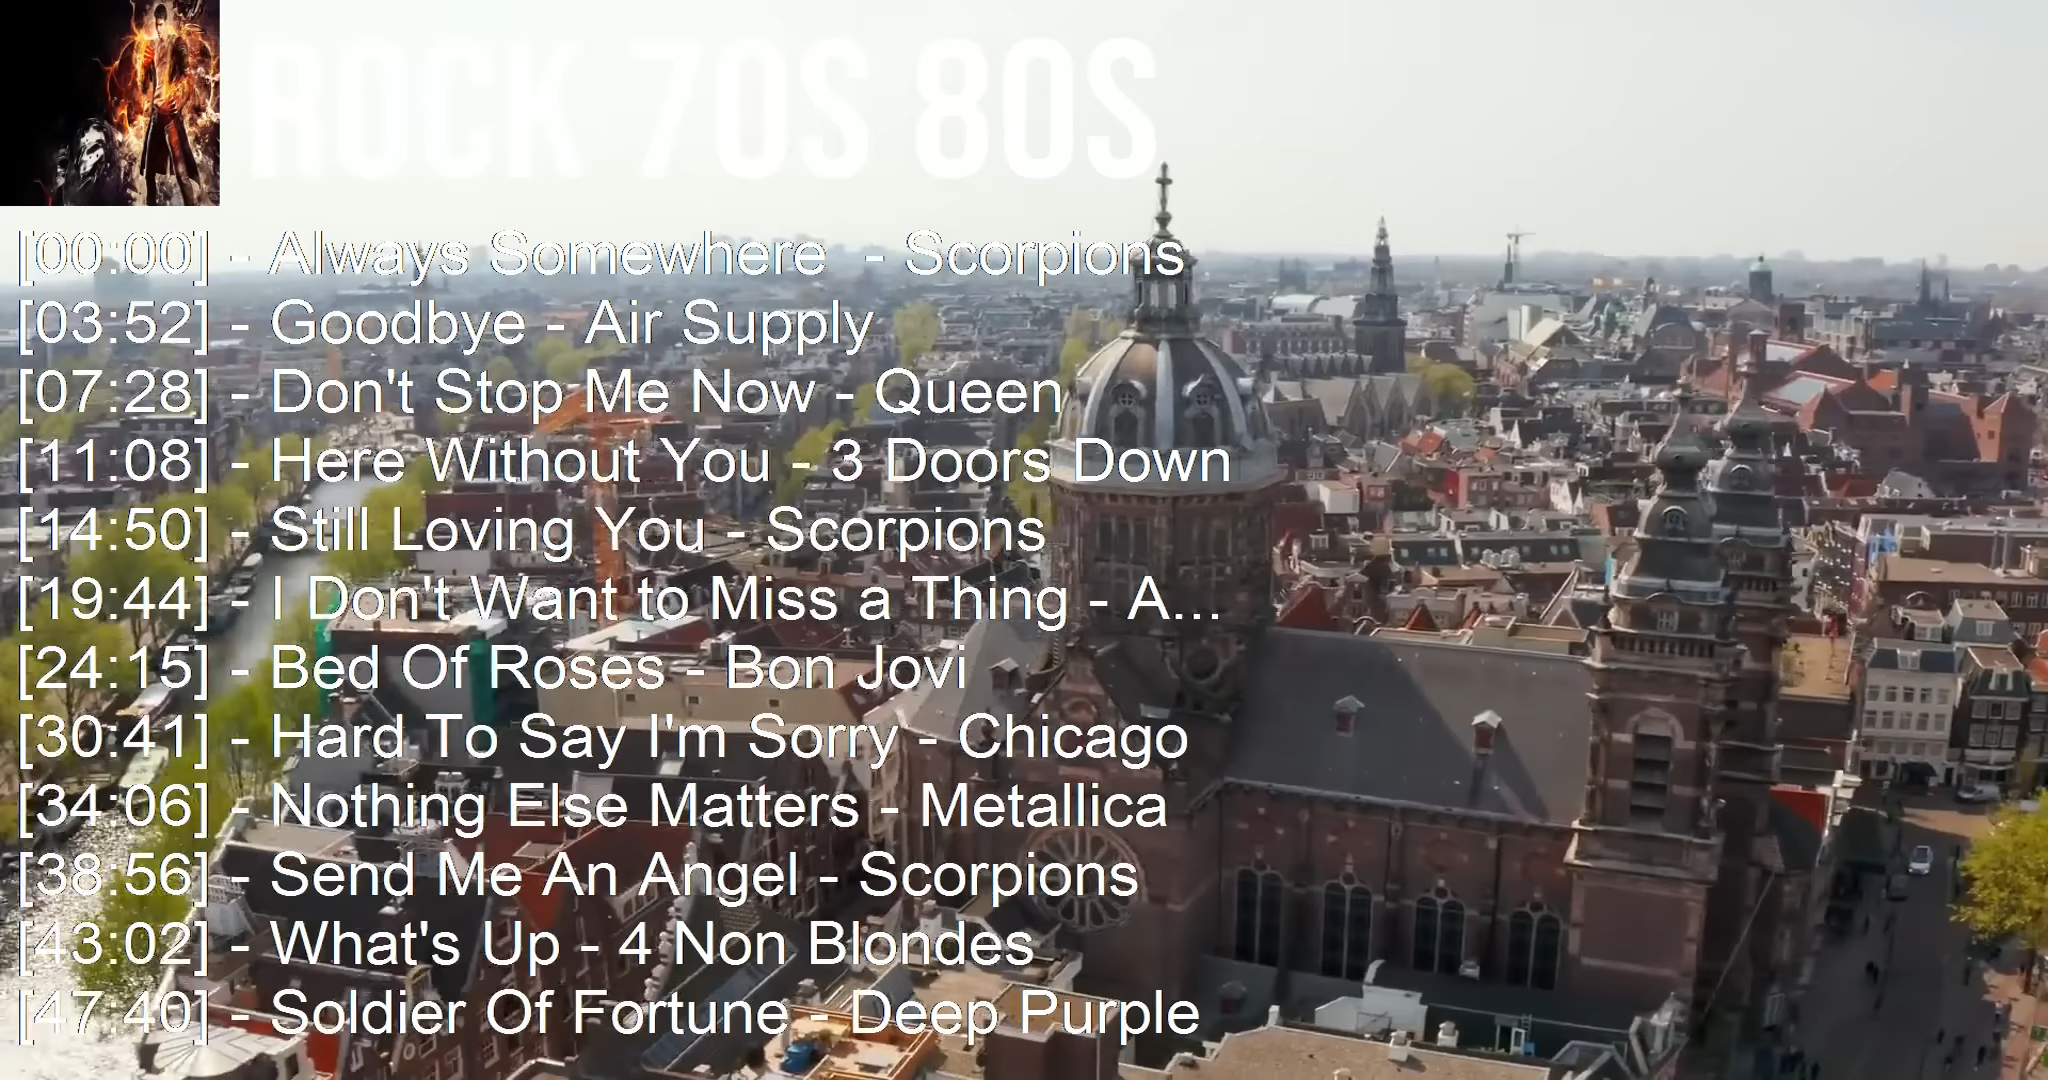 ROCK 70S 80S
[00:00] - Always Somewhere  - Scorpions
[03:52] - Goodbye - Air Supply
[07:28] - Don't Stop Me Now - Queen
[11:08] - Here Without You - 3 Doors Down
[14:50] - Still Loving You - Scorpions
[19:44] - I Don't Want to Miss a Thing - A...
[24:15] - Bed Of Roses - Bon Jovi
[30:41] - Hard To Say I'm Sorry - Chicago
[34:06] - Nothing Else Matters - Metallica
[38:56] - Send Me An Angel - Scorpions
[43:02] - What's Up - 4 Non Blondes
[47:40] - Soldier Of Fortune - Deep Purple